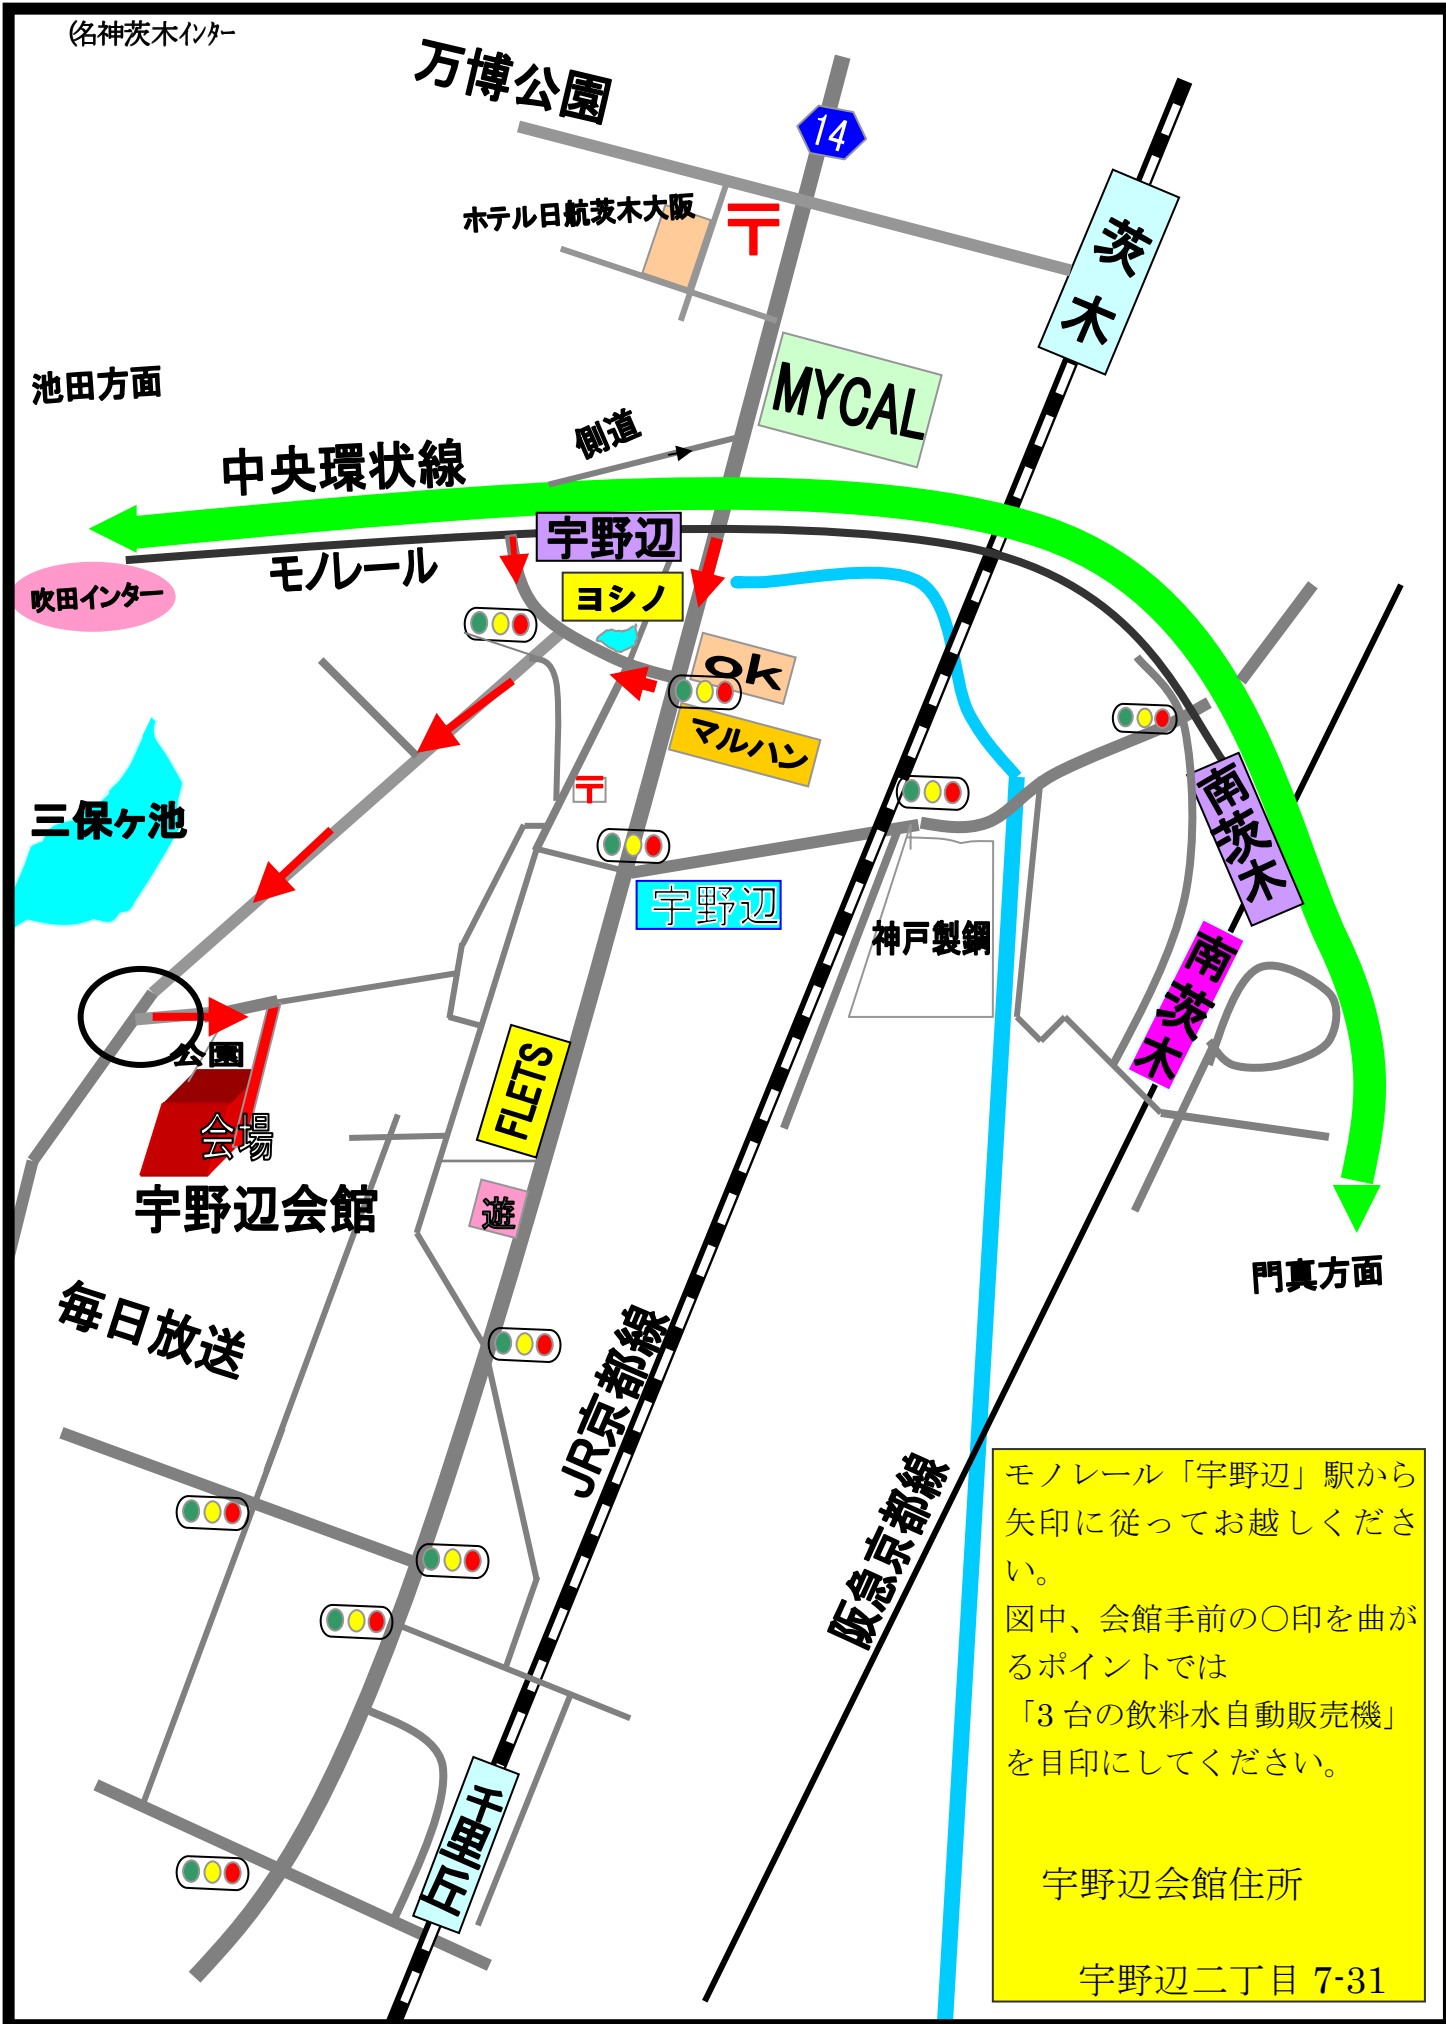 (名神茨木インター
万博公園
14
ホテル日航茨木大阪
〒
茨木
池田方面
MYCAL
側道
中央環状線
宇野辺
モノレール
吹田インター
ヨシノ
ok
マルハン
三保ヶ池
〒
宇野辺
南茨木
神戸製鋼
南茨木
公園
FLETS
会場
宇野辺会館
遊
門真方面
毎日放送
JR京都線
阪急京都線
千里丘
モノレール「宇野辺」駅から
矢印に従ってお越しくださ
い。
図中、会館手前の〇印を曲が
るポイントでは
「3 台の飲料水自動販売機」
を目印にしてください。
宇野辺会館住所
宇野辺二丁目 7-31